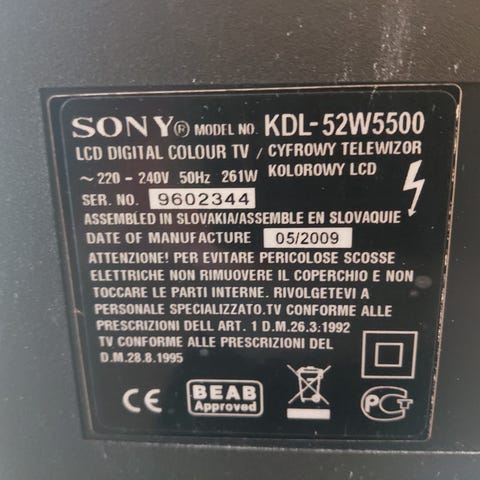 SONY® MODEL NO. KDL-52W5500
LCD DIGITAL COLOUR TV / CYFROWY TELEWIZOR
KOLOROWY LCD
~ 220 - 240V 50Hz 261W
SER. NO. 9602344
ASSEMBLED IN SLOVAKIA/ASSEMBLE EN SLOVAQUIE
DATE OF MANUFACTURE 05/2009
ATTENZIONE! PER EVITARE PERICOLOSE SCOSSE
ELETTRICHE NON RIMUOVERE IL COPERCHIO E NON
TOCCARE LE PARTI INTERNE. RIVOLGETEVI A
PERSONALE SPECIALIZZATO.TV CONFORME ALLE
PRESCRIZIONI DELL ART. 1 D.M.26.3:1992
TV CONFORME ALLE PRESCRIZIONI DEL
D.M.28.8.1995
CE
BEAB
Approved
РСТ